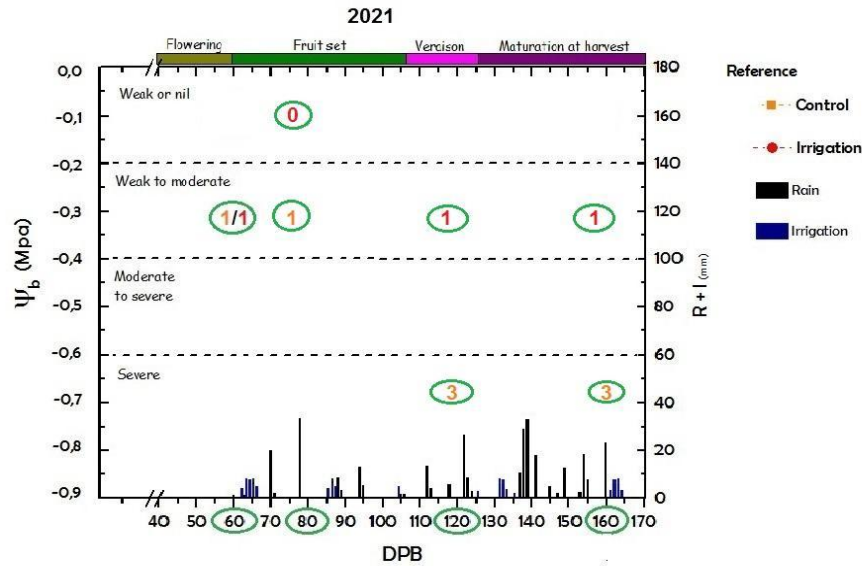 2021
Flowering Fruit set Vercison Maturation at harvest
0,0 180
Weak or nil
-0,1 0 160
-0,2 140
Weak to moderate
-0,3 1/1 1 1 1 120
-0,4 100
Moderate
to severe
-0,5 80
-0,6 60
Severe
-0,7 3 3 40
-0,8 20
-0,9 0
40 50 60 70 80 90 100 110 120 130 140 150 160 170
DPB
Ψb (Mpa)
R + I (mm)
Reference
Control
Irrigation
Rain
Irrigation